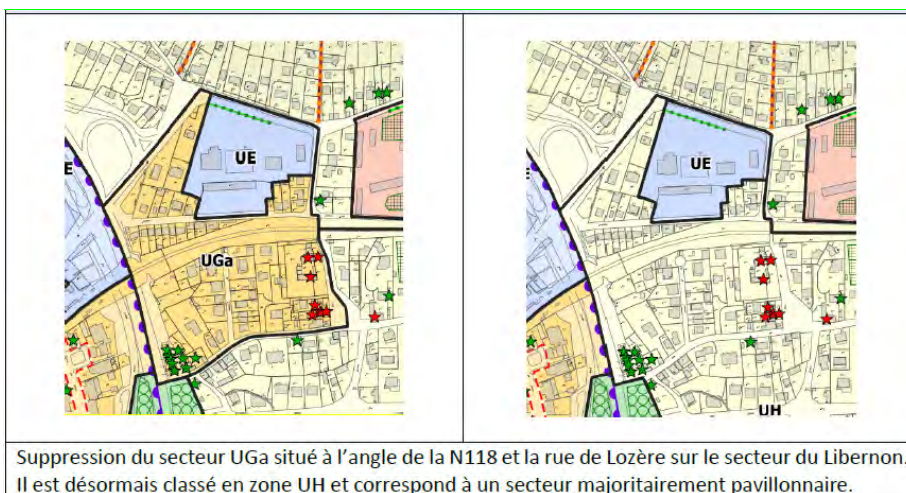 UE
UGa
E
UE
UH
Suppression du secteur UGa situé à l'angle de la N118 et la rue de Lozère sur le secteur du Libernon.
Il est désormais classé en zone UH et correspond à un secteur majoritairement pavillonnaire.